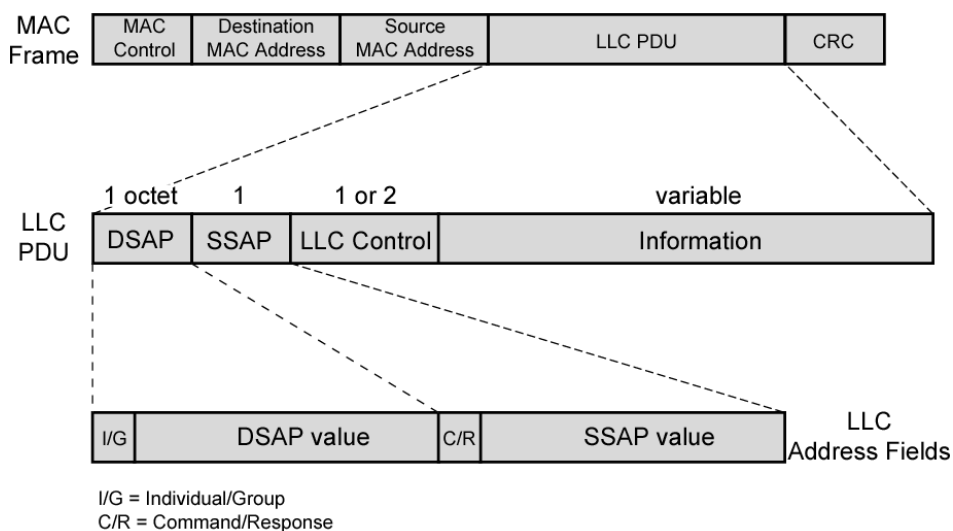 MAC Frame
MAC Control
Destination MAC Address
Source MAC Address
LLC PDU
CRC
1 octet
1
1 or 2
variable
LLC PDU
DSAP
SSAP
LLC Control
Information
I/G
DSAP value
C/R
SSAP value
LLC Address Fields
I/G = Individual/Group
C/R = Command/Response